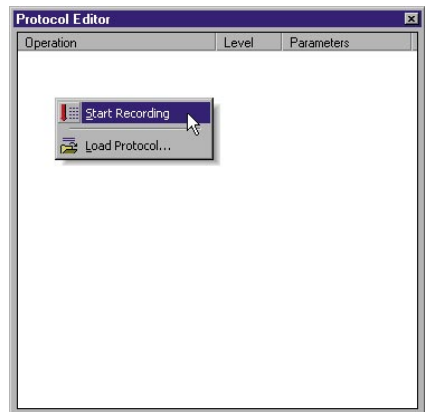 Protocol Editor
Operation Level Parameters
Start Recording
Load Protocol...